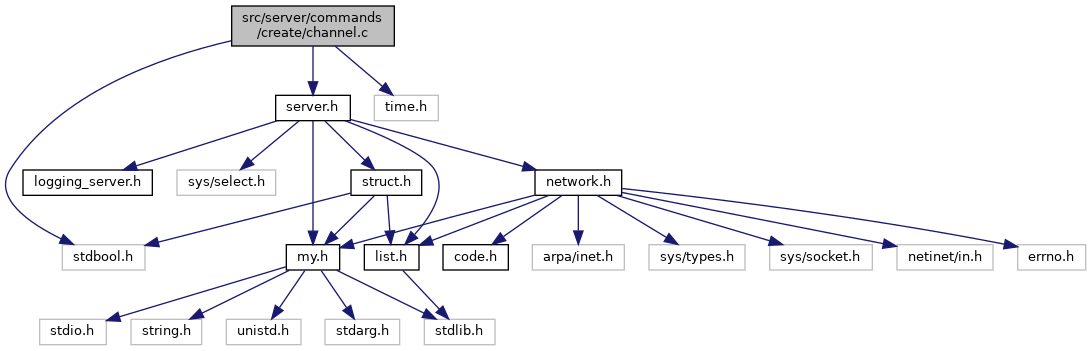 src/server/commands
/create/channel.c
server.h
time.h
logging_server.h
sys/select.h
struct.h
network.h
stdbool.h
my.h
list.h
code.h
arpa/inet.h
sys/types.h
sys/socket.h
netinet/in.h
errno.h
stdio.h
string.h
unistd.h
stdarg.h
stdlib.h